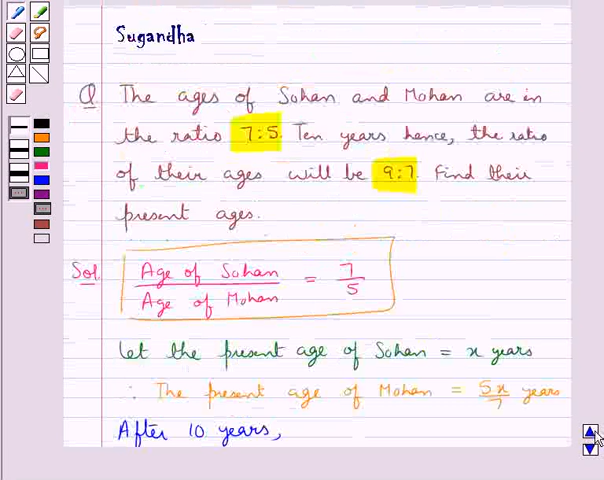 Sugandha
Q The ages of Sohan and Mohan are in
the ratio 7:5. Ten years hence, the ratio
of their ages will be 9:7. Find their
present ages.
Sol. Age of Sohan / Age of Mohan = 7/5
Let the present age of Sohan = x years
∴ The present age of Mohan = 5x/7 years
After 10 years,